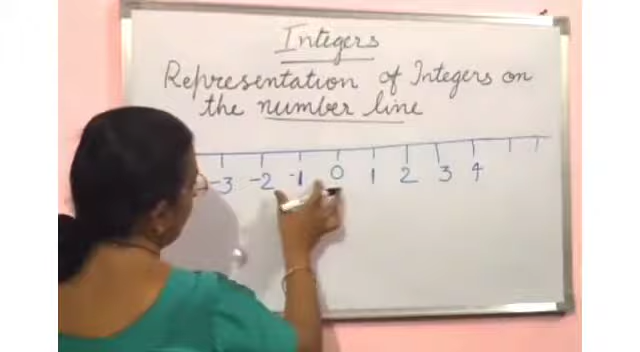 Integers
Representation of Integers on
the number line
-3 -2 -1 0 1 2 3 4